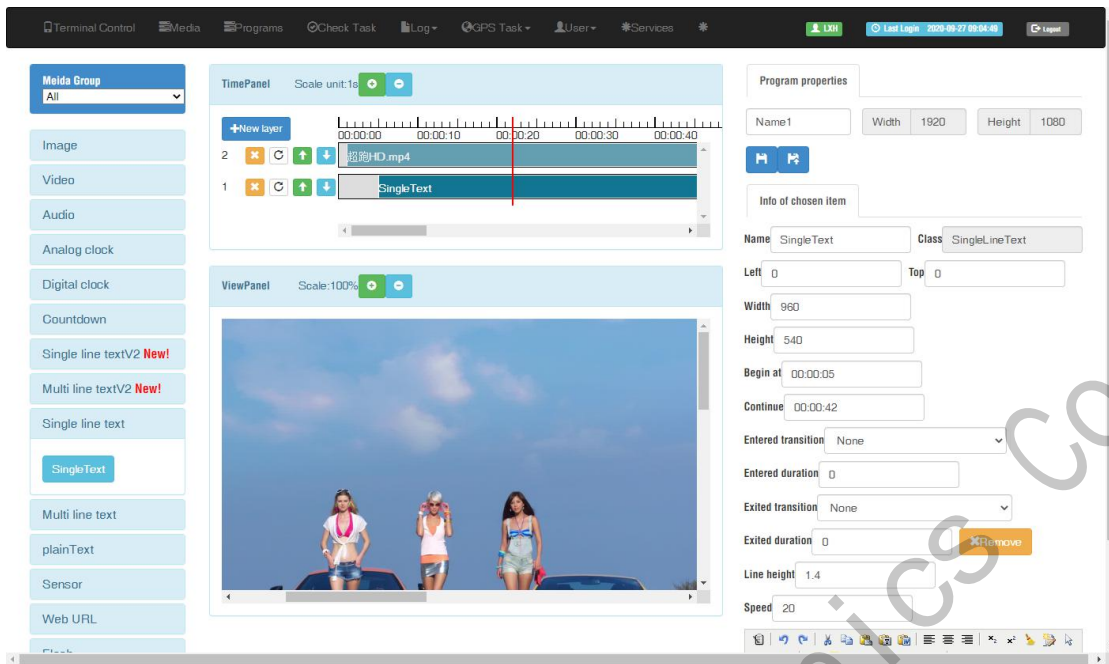 Terminal Control Media Programs Check Task Log GPS Task User Services LXH Last Login 2020-09-27 09:04:49 Logout
Meida Group
All
Image
Video
Audio
Analog clock
Digital clock
Countdown
Single line textV2 New!
Multi line textV2 New!
Single line text
SingleText
Multi line text
plainText
Sensor
Web URL
Flash
TimePanel Scale unit:1s
New layer
00:00:00 00:00:10 00:00:20 00:00:30 00:00:40
2 超跑HD.mp4
1 SingleText
ViewPanel Scale:100%
Program properties
Name1 Width 1920 Height 1080
Info of chosen item
Name SingleText Class SingleLineText
Left 0 Top 0
Width 960
Height 540
Begin at 00:00:05
Continue 00:00:42
Entered transition None
Entered duration 0
Exited transition None
Exited duration 0 Remove
Line height 1.4
Speed 20
ics Co